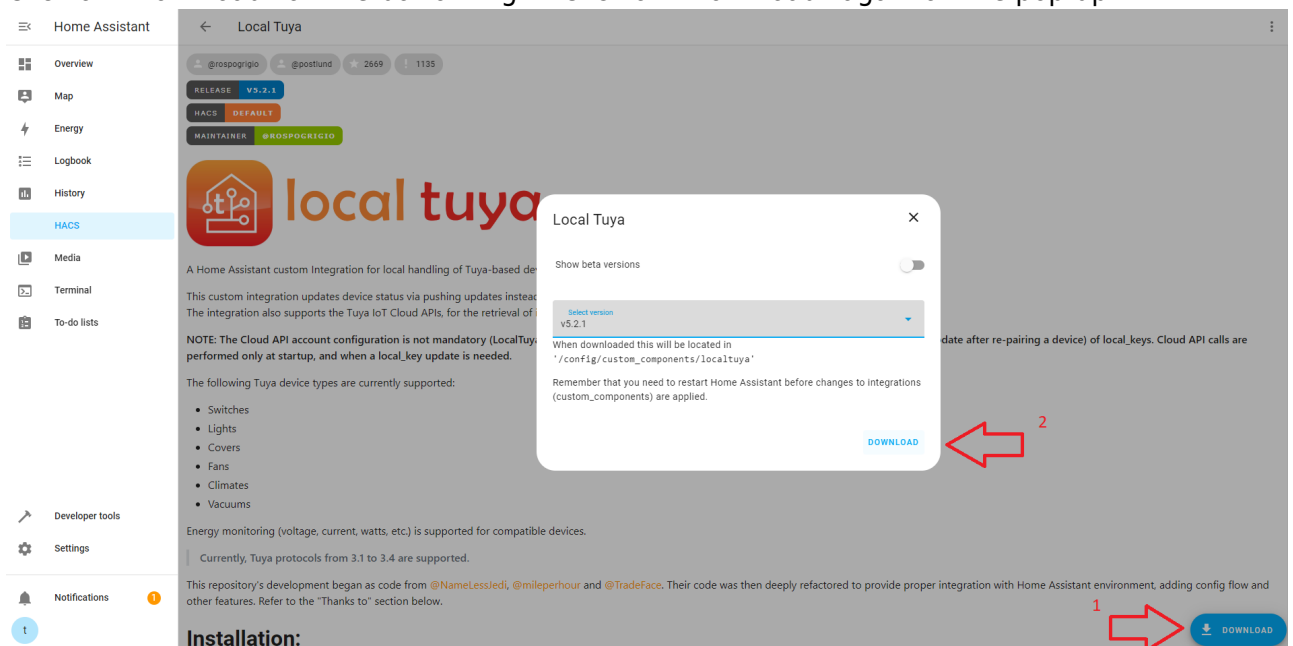 Home Assistant
Local Tuya
Overview
Map
Energy
Logbook
History
HACS
Media
Terminal
To-do lists
Developer tools
Settings
Notifications
1
t
@rospogrigio
@postlund
2669
1135
RELEASE V5.2.1
HACS DEFAULT
MAINTAINER @ROSPOGRIGIO
local tuya
A Home Assistant custom Integration for local handling of Tuya-based de
This custom integration updates device status via pushing updates instead
The integration also supports the Tuya IoT Cloud APIs, for the retrieval of
NOTE: The Cloud API account configuration is not mandatory (LocalTuy date after re-pairing a device) of local_keys. Cloud API calls are
performed only at startup, and when a local_key update is needed.
The following Tuya device types are currently supported:
• Switches
• Lights
• Covers
• Fans
• Climates
• Vacuums
Energy monitoring (voltage, current, watts, etc.) is supported for compatible devices.
Currently, Tuya protocols from 3.1 to 3.4 are supported.
This repository's development began as code from @NameLessJedi, @mileperhour and @TradeFace. Their code was then deeply refactored to provide proper integration with Home Assistant environment, adding config flow and
other features. Refer to the "Thanks to" section below.
Installation:
Local Tuya
Show beta versions
Select version
v5.2.1
When downloaded this will be located in
'/config/custom_components/localtuya'
Remember that you need to restart Home Assistant before changes to integrations
(custom_components) are applied.
DOWNLOAD
2
1
DOWNLOAD